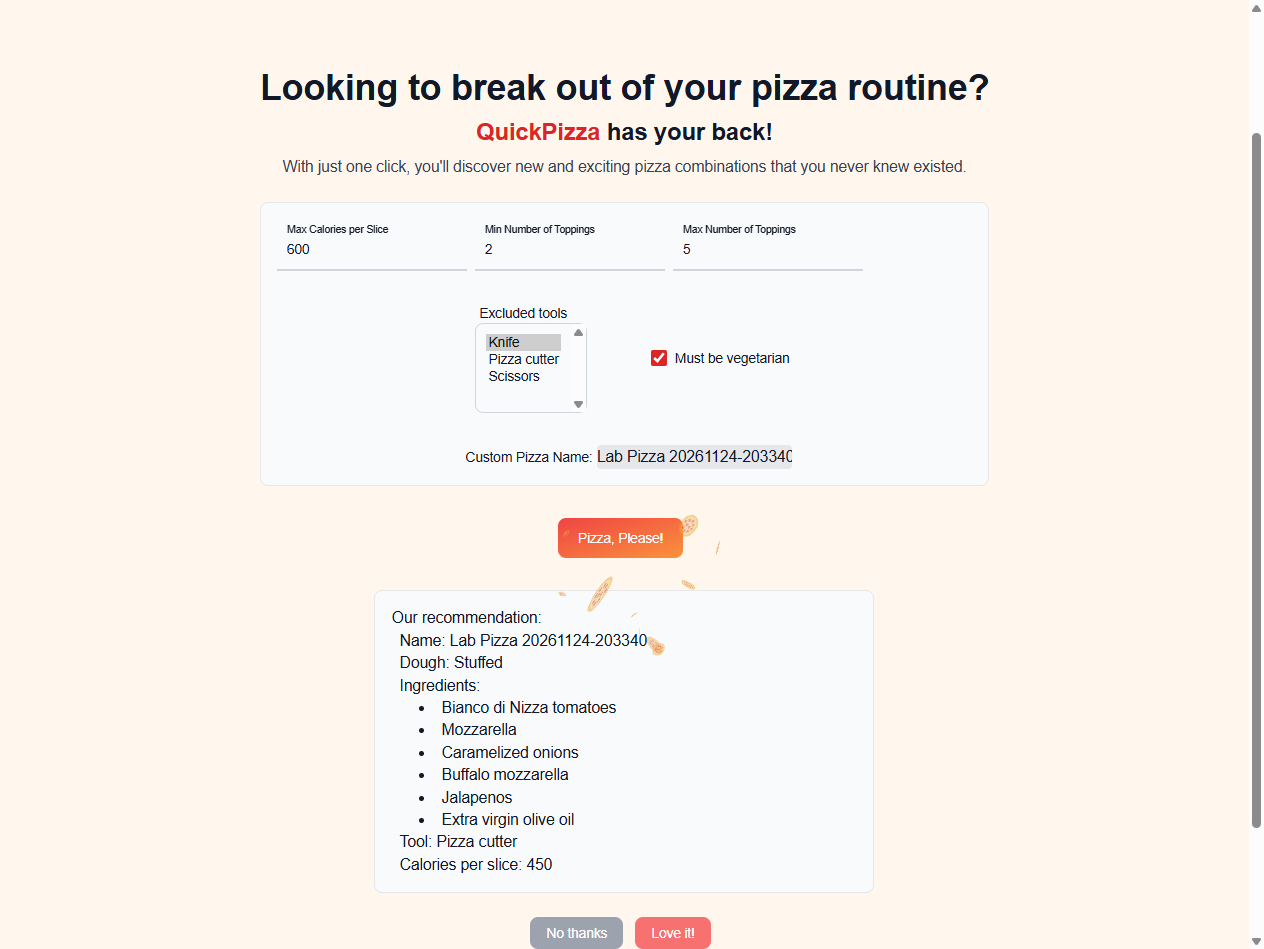 Looking to break out of your pizza routine?
QuickPizza has your back!
With just one click, you'll discover new and exciting pizza combinations that you never knew existed.
Max Calories per Slice
600
Min Number of Toppings
2
Max Number of Toppings
5
Excluded tools
Knife
Pizza cutter
Scissors
Must be vegetarian
Custom Pizza Name: Lab Pizza 20261124-203340
Pizza, Please!
Our recommendation:
Name: Lab Pizza 20261124-203340
Dough: Stuffed
Ingredients:
Bianco di Nizza tomatoes
Mozzarella
Caramelized onions
Buffalo mozzarella
Jalapenos
Extra virgin olive oil
Tool: Pizza cutter
Calories per slice: 450
No thanks
Love it!